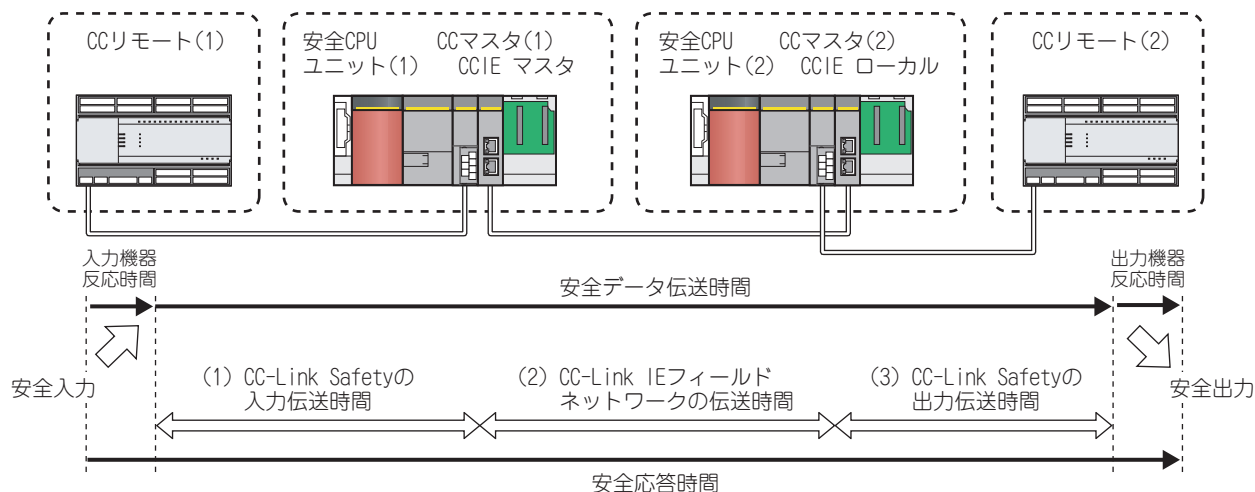 CCリモート(1)
安全CPU CCマスタ(1)
ユニット(1) CCIE マスタ
安全CPU CCマスタ(2)
ユニット(2) CCIE ローカル
CCリモート(2)
入力機器
反応時間
安全データ伝送時間
出力機器
反応時間
安全入力
(1) CC-Link Safetyの
入力伝送時間
(2) CC-Link IEフィールド
ネットワークの伝送時間
(3) CC-Link Safetyの
出力伝送時間
安全出力
安全応答時間